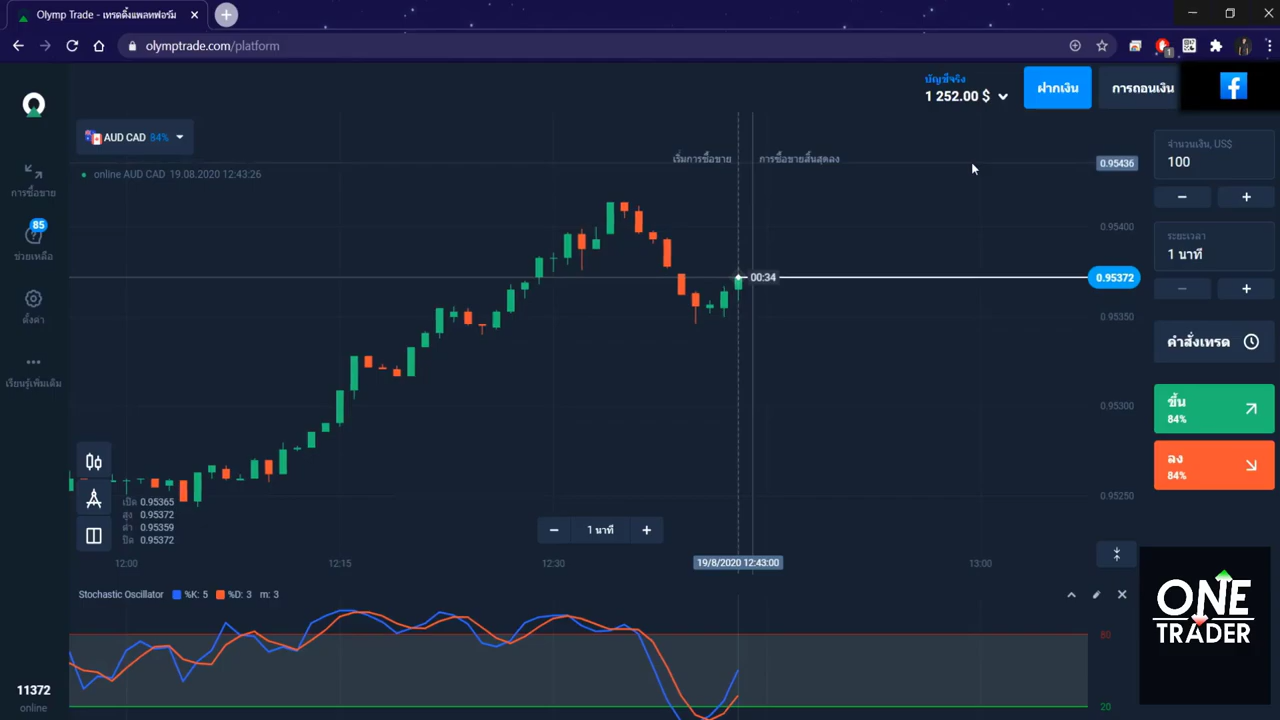 Olymp Trade - เทรดดิ้งแพลทฟอร์ม
olymptrade.com/platform
1
บัญชีจริง
1 252.00 $
ฝากเงิน
การถอนเงิน
AUD CAD 84%
online AUD CAD 19.08.2020 12:43:26
เริ่มการซื้อขาย
การซื้อขายสิ้นสุดลง
0.95436
0.95400
0.95372
0.95350
0.95300
0.95250
00:34
การซื้อขาย
85
ช่วยเหลือ
ตั้งค่า
เรียนรู้เพิ่มเติม
จำนวนเงิน, US$
100
ระยะเวลา
1 นาที
คำสั่งเทรด
ขึ้น
84%
ลง
84%
เปิด 0.95365
สูง 0.95372
ต่ำ 0.95359
ปิด 0.95372
1 นาที
12:00
12:15
12:30
19/8/2020 12:43:00
13:00
Stochastic Oscillator %K: 5 %D: 3 m: 3
80
20
11372
online
ONE
TRADER